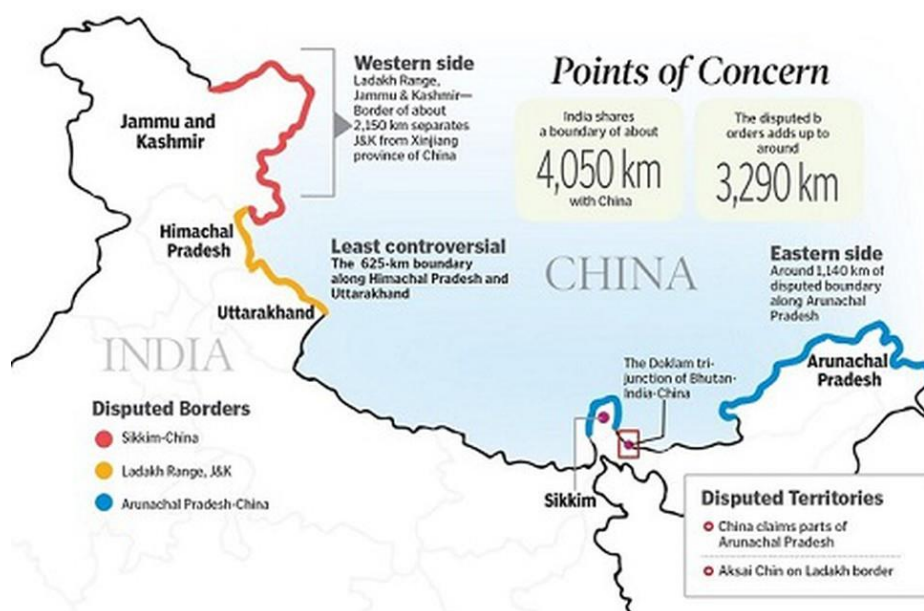 Points of Concern
India shares
a boundary of about
4,050 km
with China
The disputed b
orders adds up to
around
3,290 km
Western side
Ladakh Range,
Jammu & Kashmir—
Border of about
2,150 km separates
J&K from Xinjiang
province of China
Jammu and
Kashmir
Himachal
Pradesh
Least controversial
The 625-km boundary
along Himachal Pradesh and
Uttarakhand
Uttarakhand
CHINA
Eastern side
Around 1,140 km of
disputed boundary
along Arunachal
Pradesh
INDIA
The Doklam tri-
junction of Bhutan-
India-China
Arunachal
Pradesh
Sikkim
Disputed Borders
Sikkim-China
Ladakh Range, J&K
Arunachal Pradesh-China
Disputed Territories
China claims parts of
Arunachal Pradesh
Aksai Chin on Ladakh border